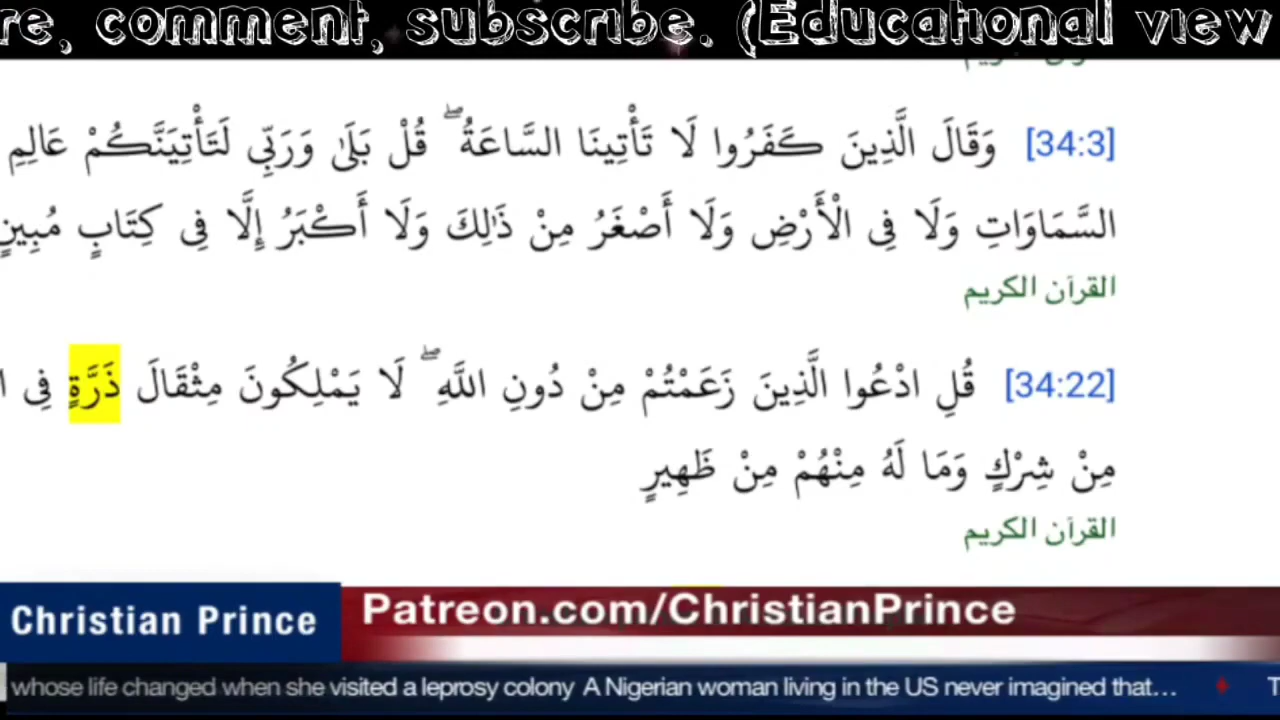 re, comment, subscribe. (Educational view
[34:3] وَقَالَ الَّذِينَ كَفَرُوا لَا تَأْتِينَا السَّاعَةُ ۖ قُلْ بَلَىٰ وَرَبِّي لَتَأْتِيَنَّكُمْ عَالِمِ
السَّمَاوَاتِ وَلَا فِي الْأَرْضِ وَلَا أَصْغَرُ مِنْ ذَٰلِكَ وَلَا أَكْبَرُ إِلَّا فِي كِتَابٍ مُبِينٍ
القرآن الكريم
[34:22] قُلِ ادْعُوا الَّذِينَ زَعَمْتُمْ مِنْ دُونِ اللَّهِ ۖ لَا يَمْلِكُونَ مِثْقَالَ ذَرَّةٍ فِي
مِنْ شِرْكٍ وَمَا لَهُ مِنْهُمْ مِنْ ظَهِيرٍ
القرآن الكريم
Christian Prince
Patreon.com/ChristianPrince
whose life changed when she visited a leprosy colony A Nigerian woman living in the US never imagined that... ♦ T